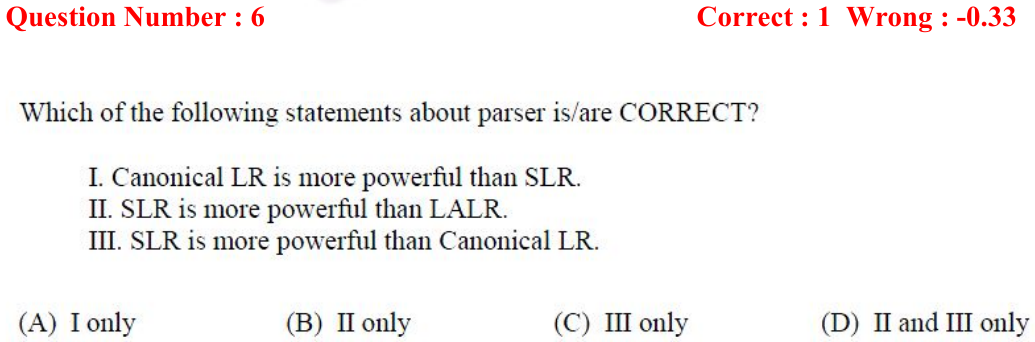 Question Number : 6 Correct : 1 Wrong : -0.33
Which of the following statements about parser is/are CORRECT?
I. Canonical LR is more powerful than SLR.
II. SLR is more powerful than LALR.
III. SLR is more powerful than Canonical LR.
(A) I only (B) II only (C) III only (D) II and III only